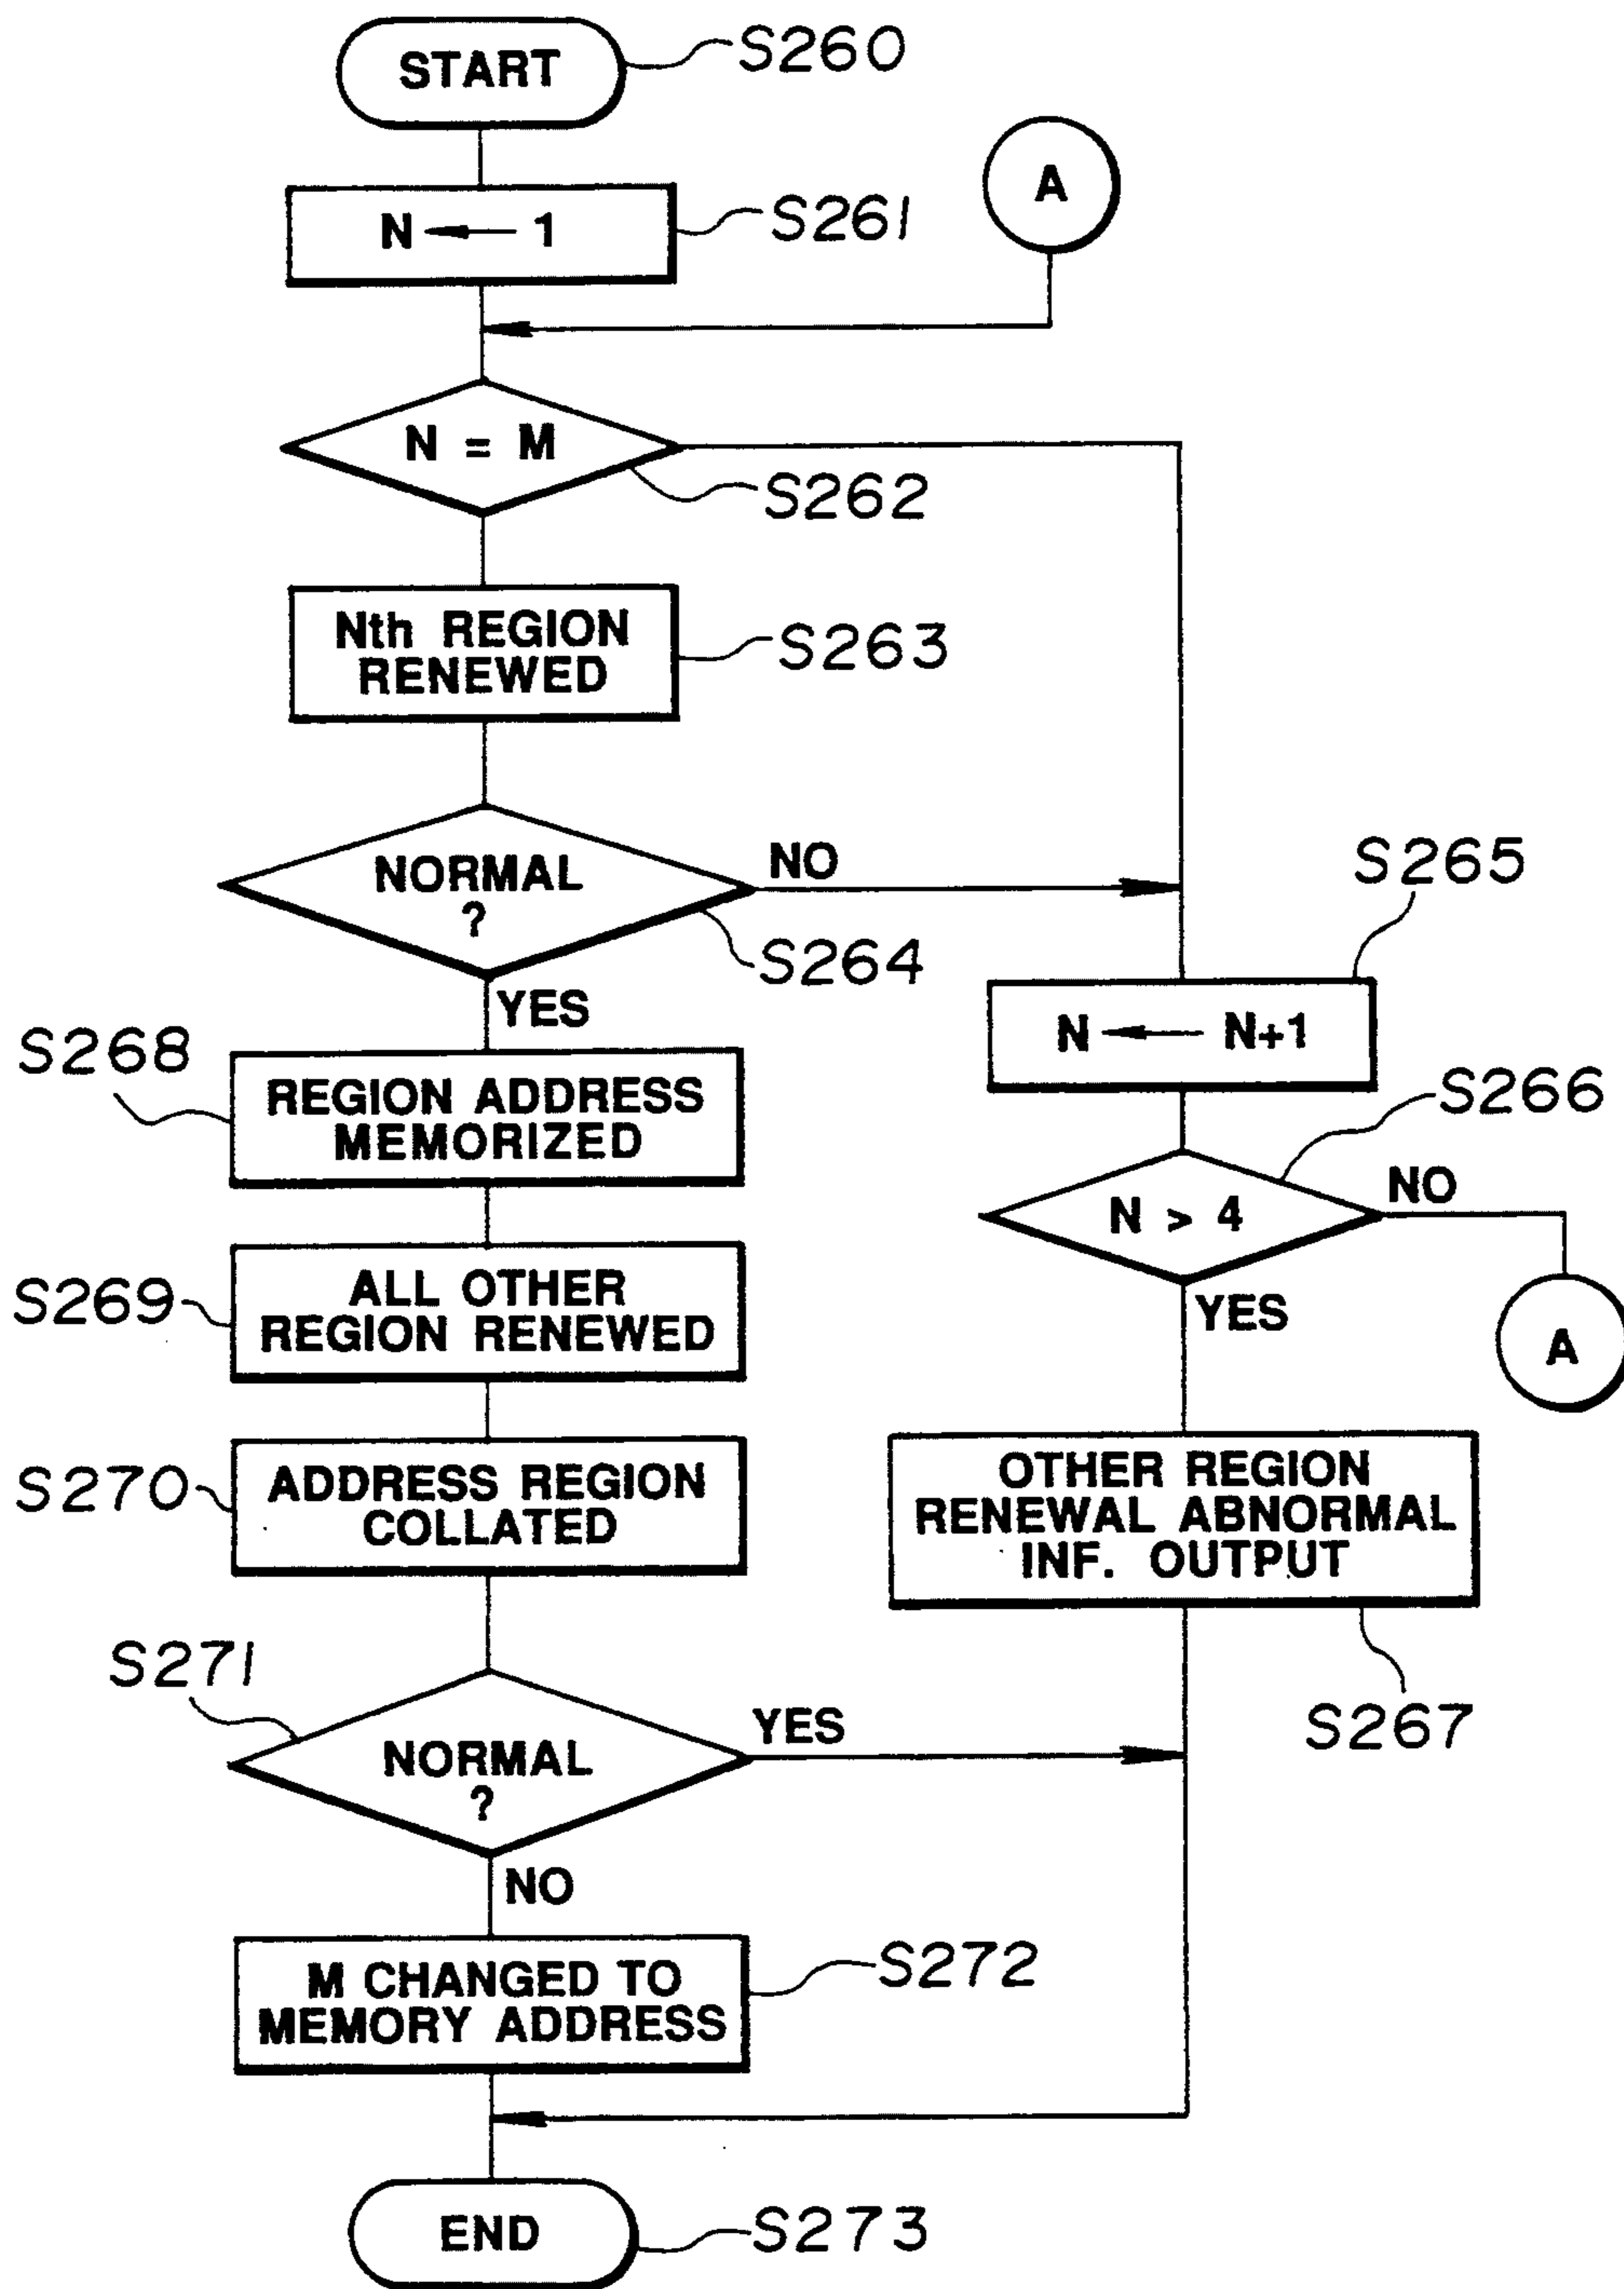 START
S260
A
N ← 1
S261
N = M
S262
Nth REGION
RENEWED
S263
NORMAL
?
NO
S264
YES
S265
N ← N+1
S268
REGION ADDRESS
MEMORIZED
S266
N > 4
NO
YES
A
S269
ALL OTHER
REGION RENEWED
S270
ADDRESS REGION
COLLATED
OTHER REGION
RENEWAL ABNORMAL
INF. OUTPUT
S267
S271
NORMAL
?
YES
NO
M CHANGED TO
MEMORY ADDRESS
S272
END
S273